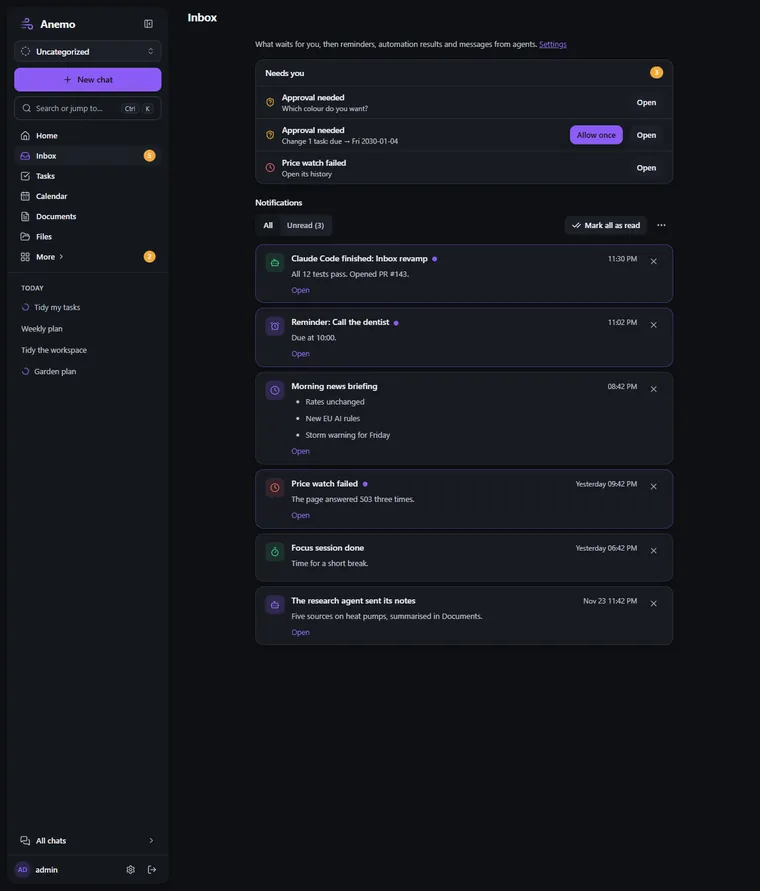 Anemo
Uncategorized
+ New chat
Search or jump to... Ctrl K
Home
Inbox 5
Tasks
Calendar
Documents
Files
More 2
TODAY
Tidy my tasks
Weekly plan
Tidy the workspace
Garden plan
All chats
AD admin
Inbox
What waits for you, then reminders, automation results and messages from agents. Settings
Needs you 3
Approval needed
Which colour do you want?
Open
Approval needed
Change 1 task: due → Fri 2030-01-04
Allow once Open
Price watch failed
Open its history
Open
Notifications
All Unread (3) Mark all as read
Claude Code finished: Inbox revamp 11:30 PM
All 12 tests pass. Opened PR #143.
Open
Reminder: Call the dentist 11:02 PM
Due at 10:00.
Open
Morning news briefing 08:42 PM
• Rates unchanged
• New EU AI rules
• Storm warning for Friday
Open
Price watch failed Yesterday 09:42 PM
The page answered 503 three times.
Open
Focus session done Yesterday 06:42 PM
Time for a short break.
The research agent sent its notes Nov 23 11:42 PM
Five sources on heat pumps, summarised in Documents.
Open